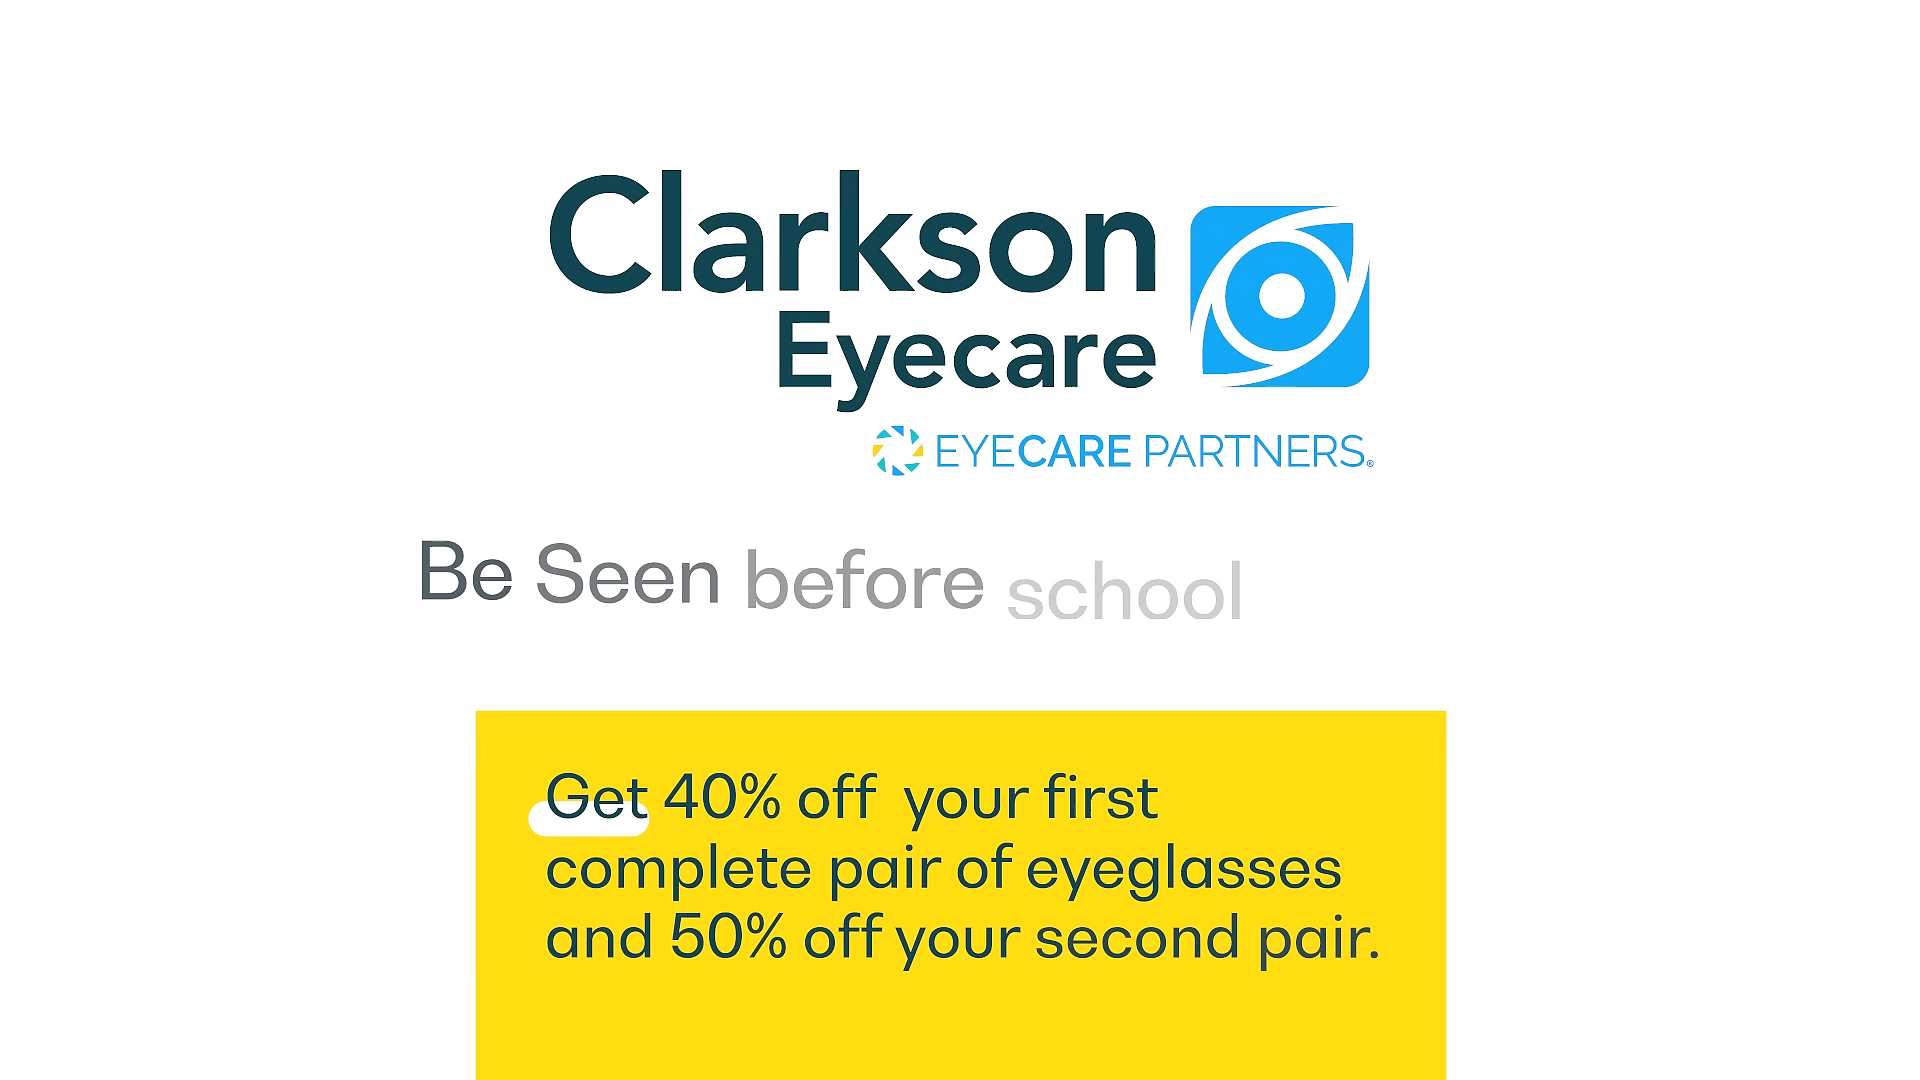 Clarkson
Eyecare
EYECARE PARTNERS®
Be Seen before school
Get 40% off your first
complete pair of eyeglasses
and 50% off your second pair.